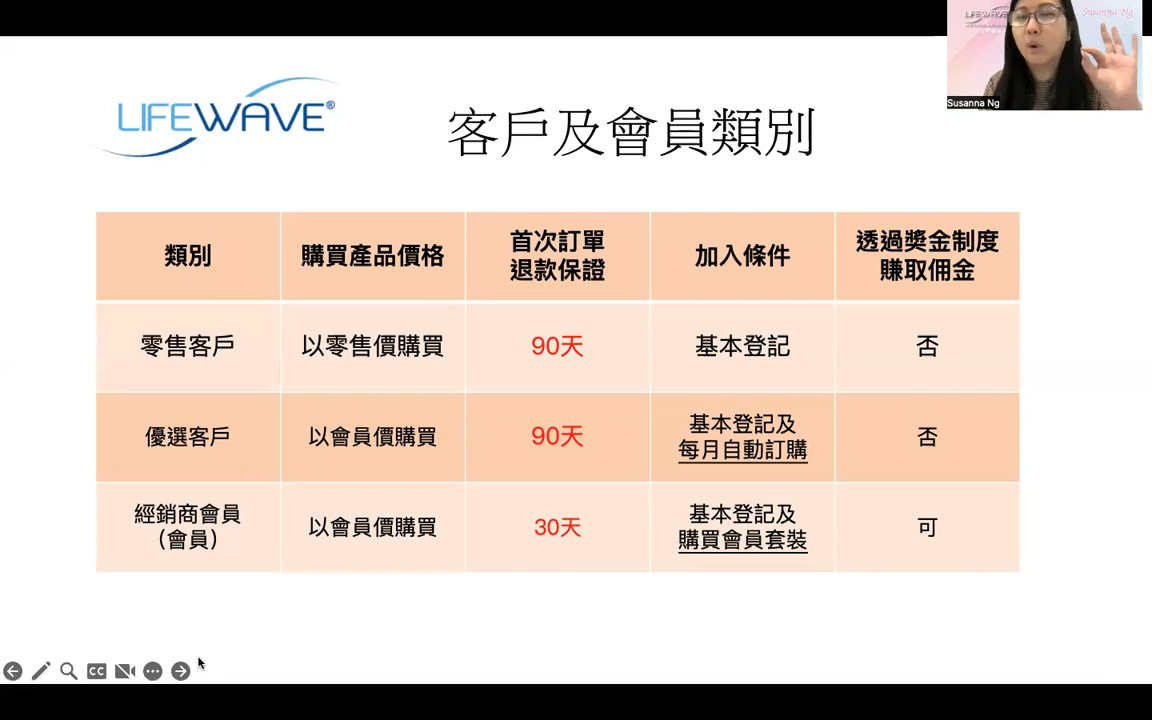 LIFEWAVE
Susanna Ng
Susanna Ng
LIFEWAVE®
客戶及會員類別
類別
購買產品價格
首次訂單
退款保證
加入條件
透過獎金制度
賺取佣金
零售客戶
以零售價購買
90天
基本登記
否
優選客戶
以會員價購買
90天
基本登記及
每月自動訂購
否
經銷商會員
（會員）
以會員價購買
30天
基本登記及
購買會員套裝
可
CC